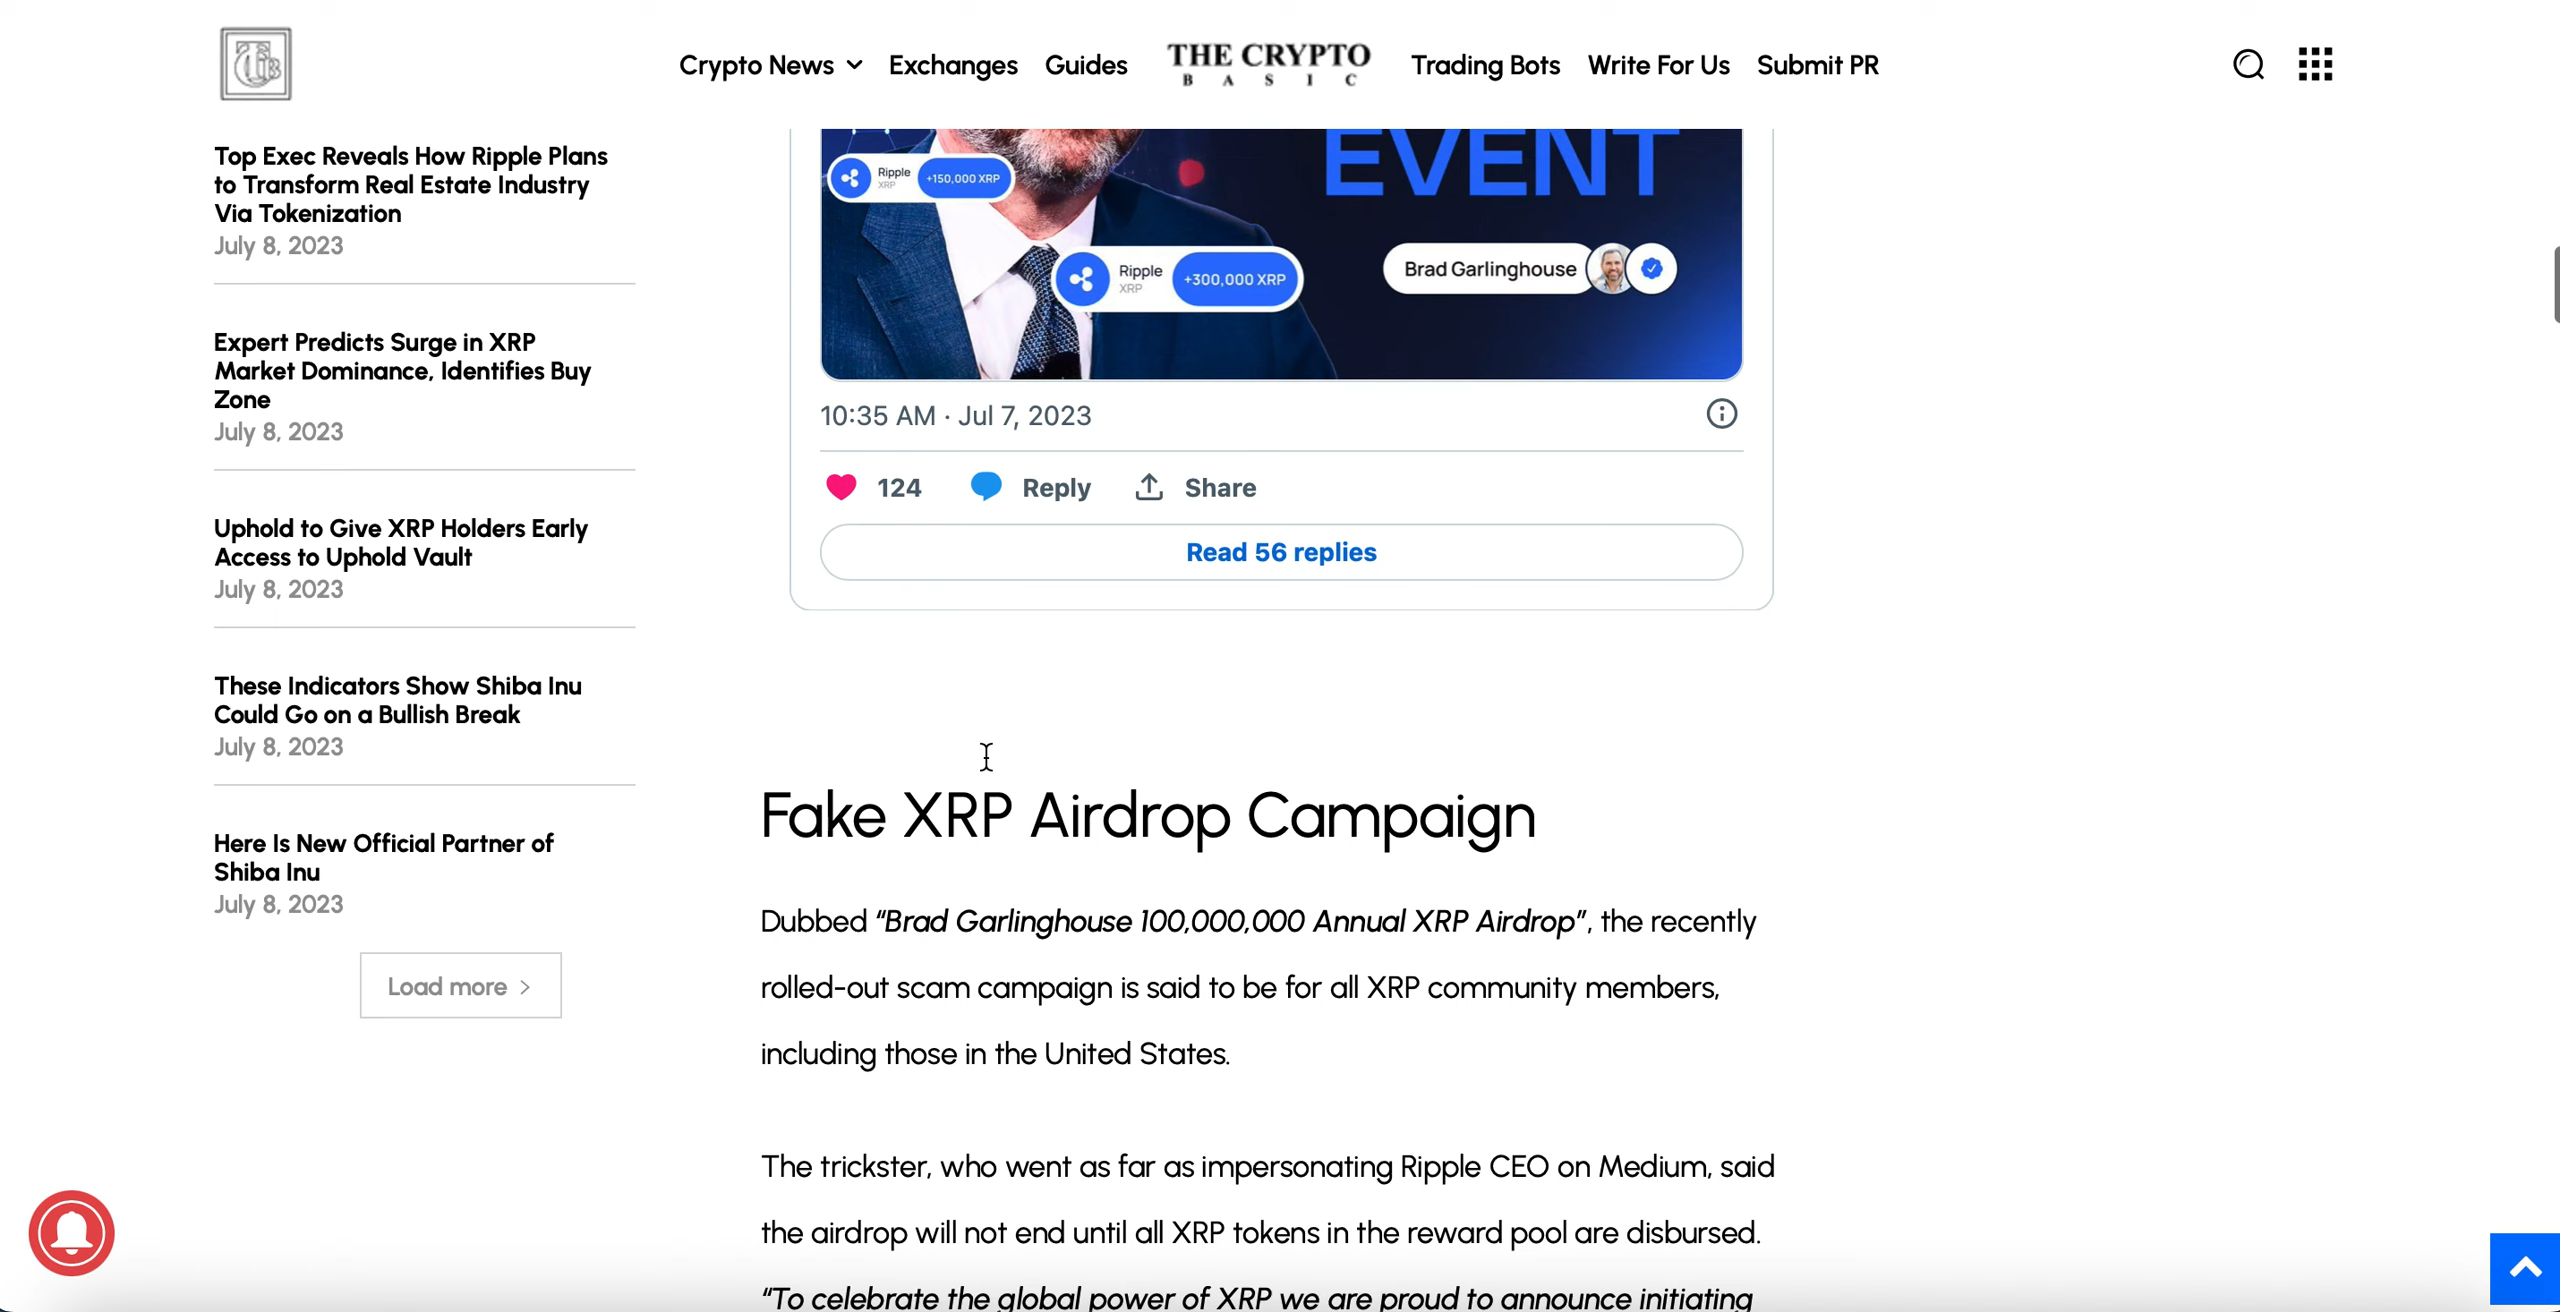 Crypto News
Exchanges
Guides
THE CRYPTO
BASIC
Trading Bots
Write For Us
Submit PR
Top Exec Reveals How Ripple Plans
to Transform Real Estate Industry
Via Tokenization
July 8, 2023
Expert Predicts Surge in XRP
Market Dominance, Identifies Buy
Zone
July 8, 2023
Uphold to Give XRP Holders Early
Access to Uphold Vault
July 8, 2023
These Indicators Show Shiba Inu
Could Go on a Bullish Break
July 8, 2023
Here Is New Official Partner of
Shiba Inu
July 8, 2023
Load more
EVENT
Ripple
XRP
+150,000 XRP
Ripple
XRP
+300,000 XRP
Brad Garlinghouse
10:35 AM · Jul 7, 2023
124 Reply Share
Read 56 replies
Fake XRP Airdrop Campaign
Dubbed “Brad Garlinghouse 100,000,000 Annual XRP Airdrop”, the recently
rolled-out scam campaign is said to be for all XRP community members,
including those in the United States.
The trickster, who went as far as impersonating Ripple CEO on Medium, said
the airdrop will not end until all XRP tokens in the reward pool are disbursed.
“To celebrate the global power of XRP we are proud to announce initiating